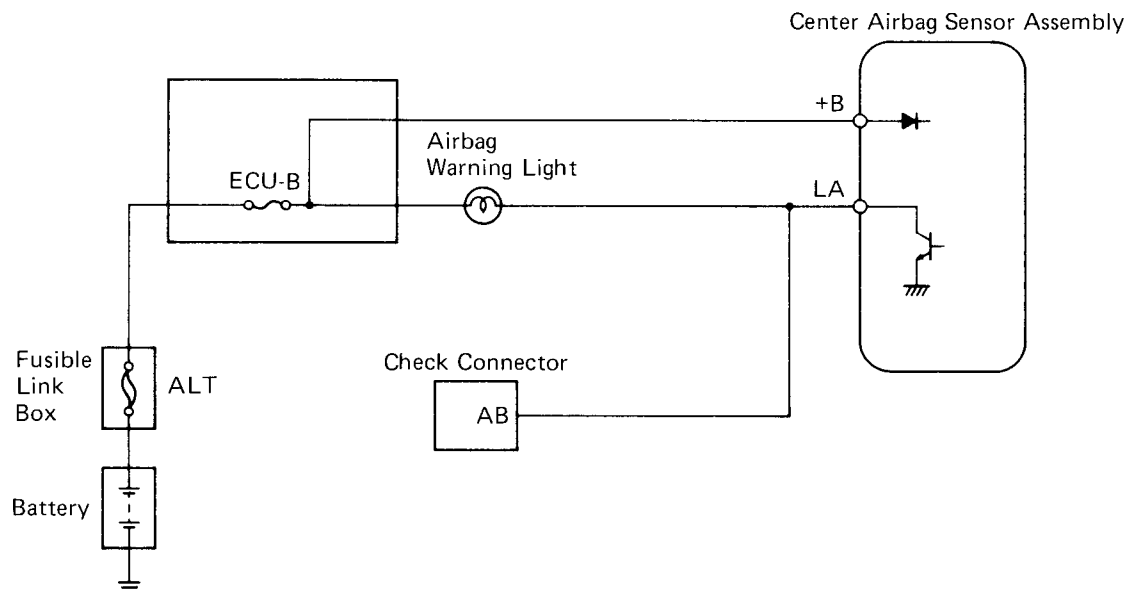 Center Airbag Sensor Assembly
+B
Airbag
Warning Light
ECU-B
LA
Fusible
Link
Box
ALT
Check Connector
AB
Battery